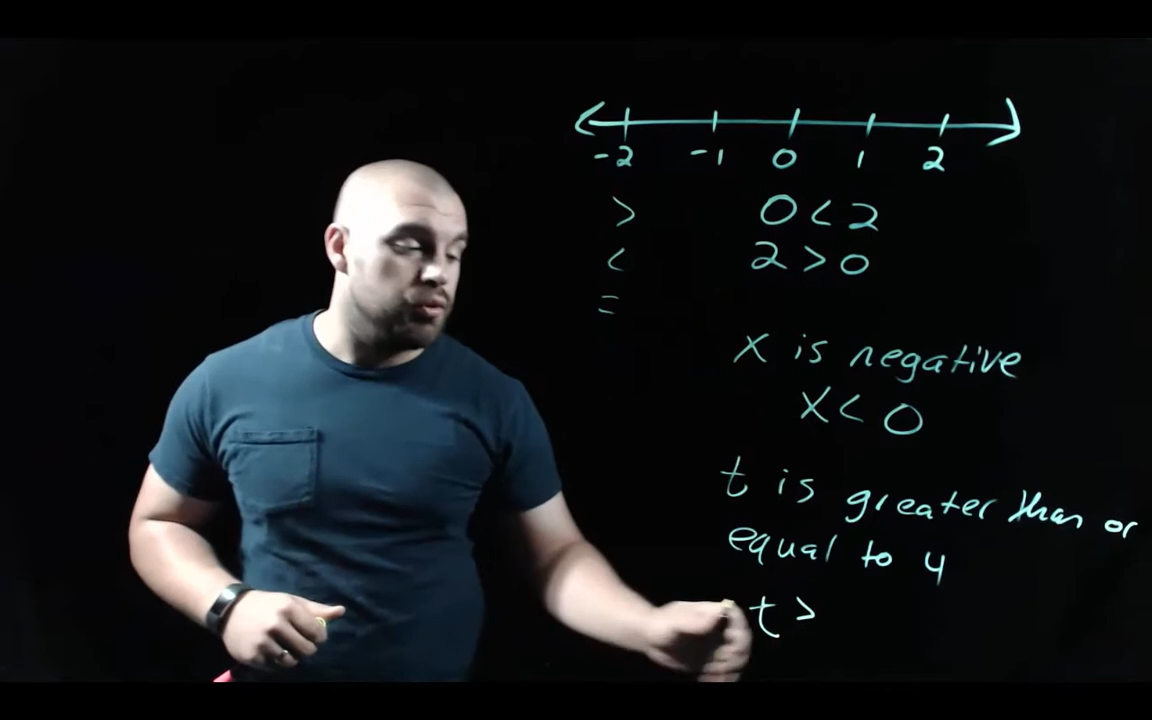 -2 -1 0 1 2
> 0 < 2
< 2 > 0
=
x is negative
x < 0
t is greater than or
equal to 4
t >